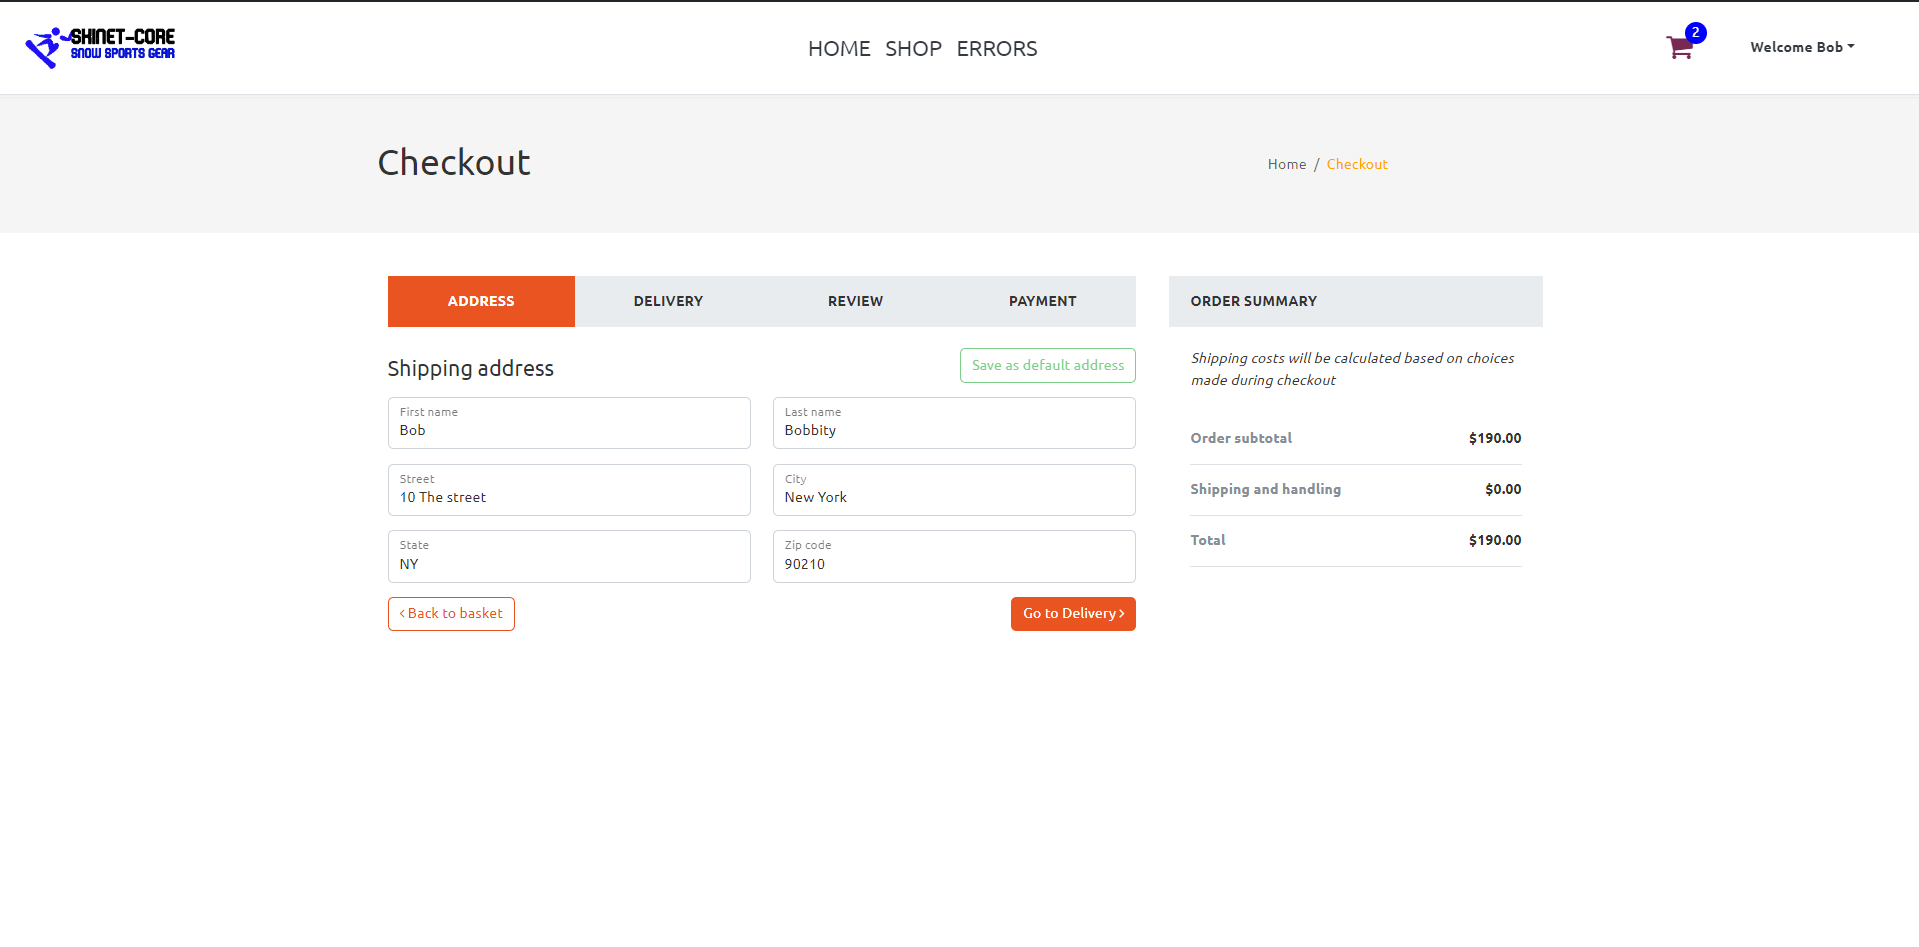 SKINET-CORE
SNOW SPORTS GEAR
HOME SHOP ERRORS
2
Welcome Bob
Checkout
Home / Checkout
ADDRESS DELIVERY REVIEW PAYMENT
Shipping address
Save as default address
First name
Bob
Last name
Bobbity
Street
10 The street
City
New York
State
NY
Zip code
90210
< Back to basket
Go to Delivery >
ORDER SUMMARY
Shipping costs will be calculated based on choices
made during checkout
Order subtotal $190.00
Shipping and handling $0.00
Total $190.00